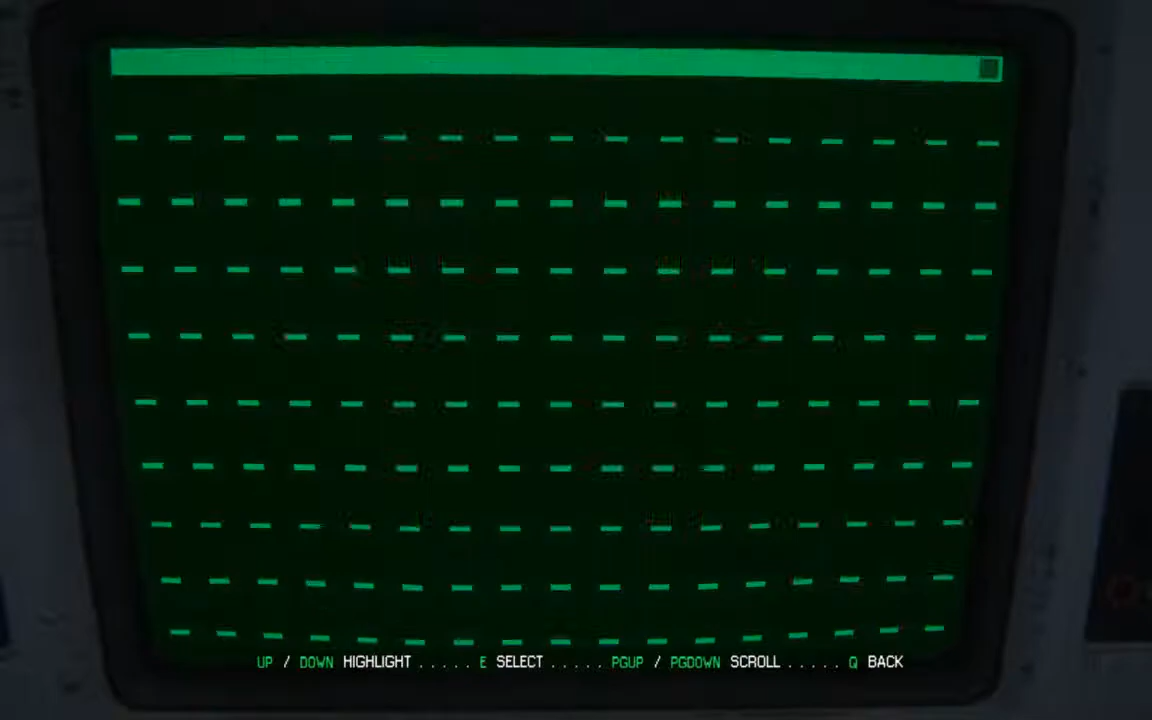 UP / DOWN HIGHLIGHT ..... E SELECT ..... PGUP / PGDOWN SCROLL ..... Q BACK